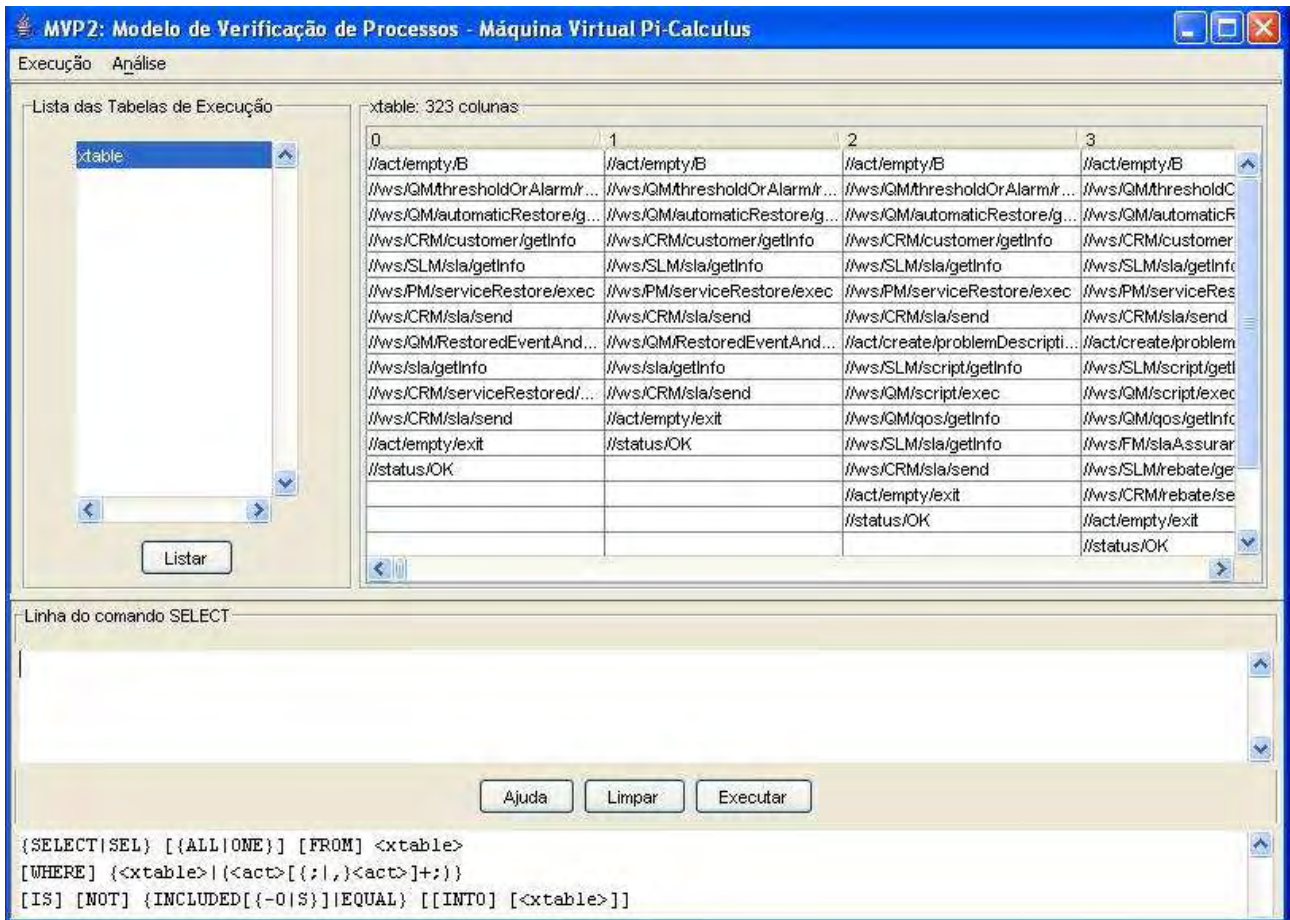 MVP2: Modelo de Verificação de Processos - Máquina Virtual Pi-Calculus
Execução Análise
Lista das Tabelas de Execução
xtable
Listar
xtable: 323 colunas
0 1 2 3
//act/empty/B //act/empty/B //act/empty/B //act/empty/B
//ws/QM/thresholdOrAlarm/r... //ws/QM/thresholdOrAlarm/r... //ws/QM/thresholdOrAlarm/r... //ws/QM/thresholdO
//ws/QM/automaticRestore/g... //ws/QM/automaticRestore/g... //ws/QM/automaticRestore/g... //ws/QM/automaticR
//ws/CRM/customer/getInfo //ws/CRM/customer/getInfo //ws/CRM/customer/getInfo //ws/CRM/customer
//ws/SLM/sla/getInfo //ws/SLM/sla/getInfo //ws/SLM/sla/getInfo //ws/SLM/sla/getInfo
//ws/PM/serviceRestore/exec //ws/PM/serviceRestore/exec //ws/PM/serviceRestore/exec //ws/PM/serviceRes
//ws/CRM/sla/send //ws/CRM/sla/send //ws/CRM/sla/send //ws/CRM/sla/send
//ws/QM/RestoredEventAnd... //ws/QM/RestoredEventAnd... //act/create/problemDescripti... //act/create/problem
//ws/sla/getInfo //ws/sla/getInfo //ws/SLM/script/getInfo //ws/SLM/script/getI
//ws/CRM/serviceRestored/... //ws/CRM/sla/send //ws/QM/script/exec //ws/QM/script/exec
//ws/CRM/sla/send //act/empty/exit //ws/QM/qos/getInfo //ws/QM/qos/getInfo
//act/empty/exit //status/OK //ws/SLM/sla/getInfo //ws/FM/slaAssuran
//status/OK //ws/CRM/sla/send //ws/SLM/rebate/ge
//act/empty/exit //ws/CRM/rebate/se
//status/OK //act/empty/exit
//status/OK
Linha do comando SELECT
Ajuda Limpar Executar
{SELECT|SEL} [{ALL|ONE}] [FROM] <xtable>
[WHERE] {<xtable>|(<act>[{;|,}<act>]+;)}
[IS] [NOT] {INCLUDED[{-O|S}]|EQUAL} [[INTO] [<xtable>]]